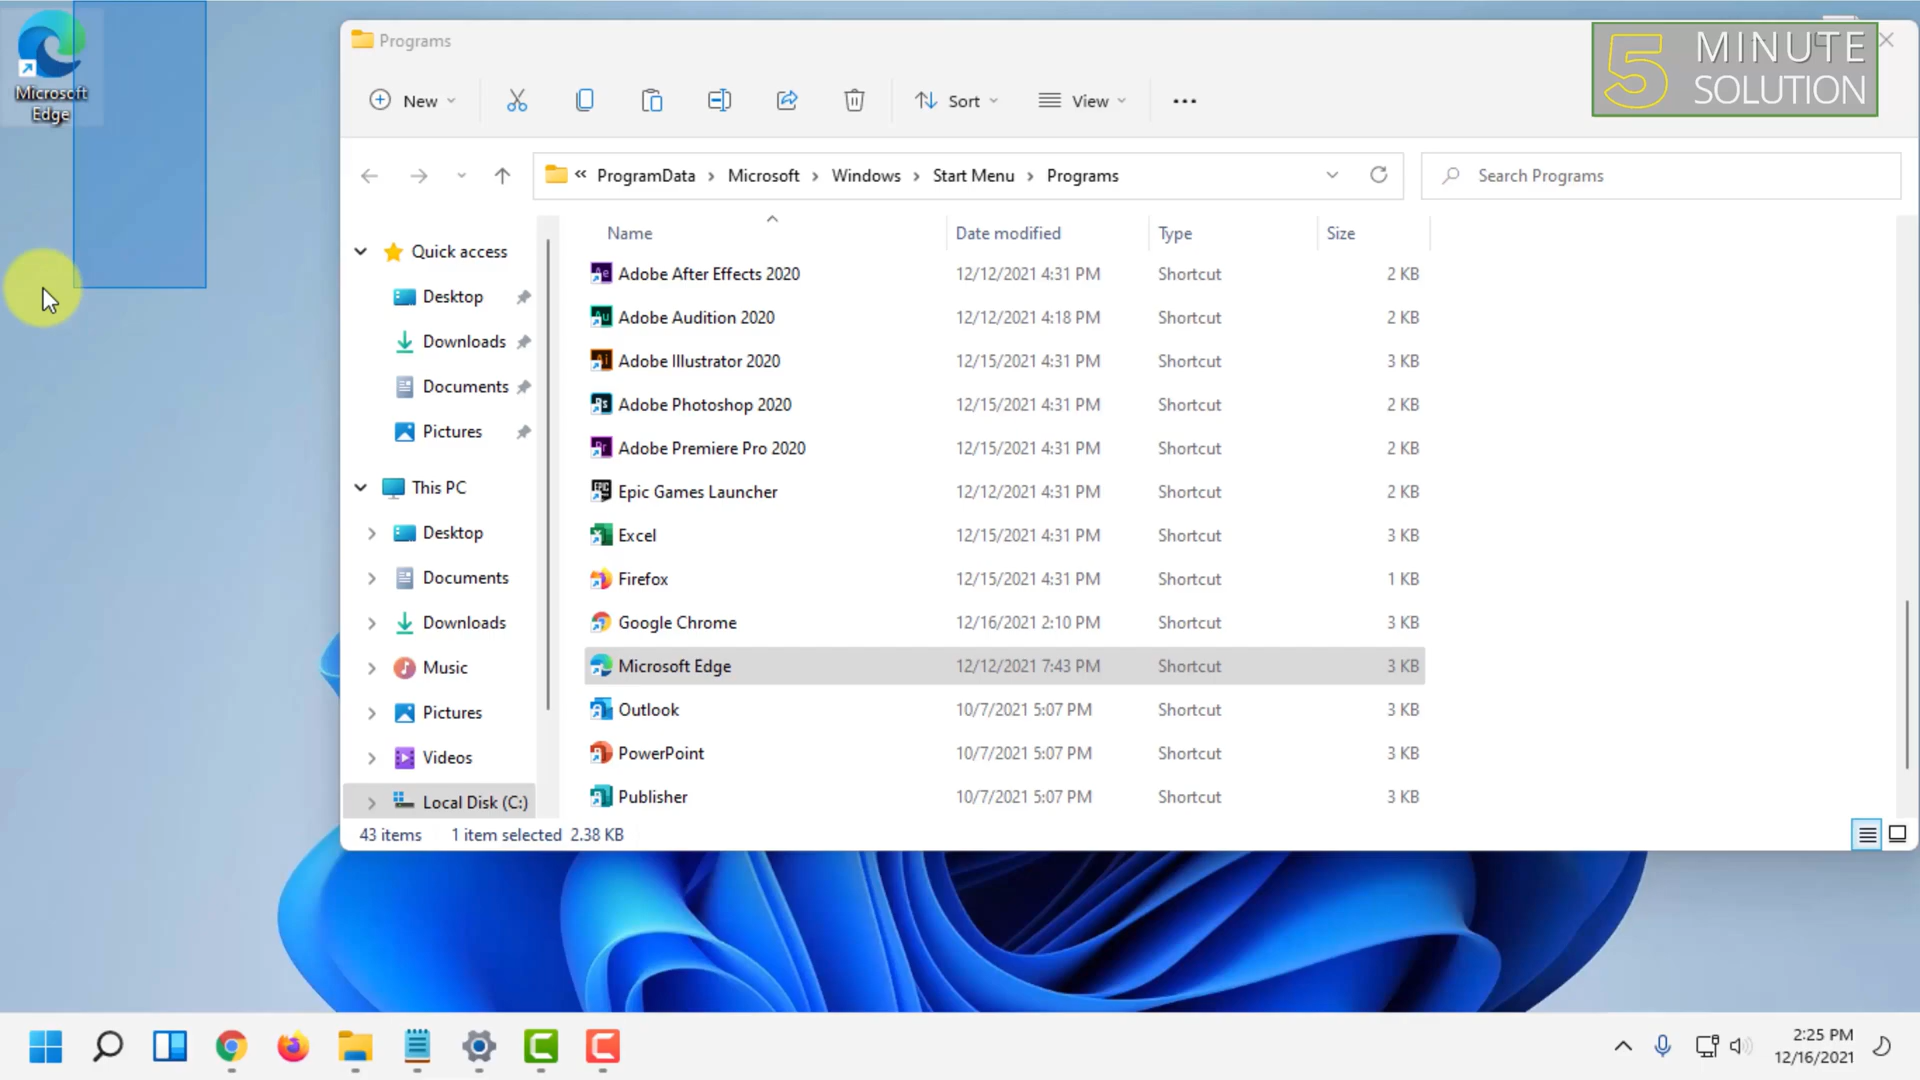 Microsoft
Edge
Programs
5 MINUTE
SOLUTION
New
Sort
View
« ProgramData > Microsoft > Windows > Start Menu > Programs
Search Programs
Quick access
Desktop
Downloads
Documents
Pictures
This PC
Desktop
Documents
Downloads
Music
Pictures
Videos
Local Disk (C:)
Name Date modified Type Size
Adobe After Effects 2020 12/12/2021 4:31 PM Shortcut 2 KB
Adobe Audition 2020 12/12/2021 4:18 PM Shortcut 2 KB
Adobe Illustrator 2020 12/15/2021 4:31 PM Shortcut 3 KB
Adobe Photoshop 2020 12/15/2021 4:31 PM Shortcut 2 KB
Adobe Premiere Pro 2020 12/15/2021 4:31 PM Shortcut 2 KB
Epic Games Launcher 12/12/2021 4:31 PM Shortcut 2 KB
Excel 12/15/2021 4:31 PM Shortcut 3 KB
Firefox 12/15/2021 4:31 PM Shortcut 1 KB
Google Chrome 12/16/2021 2:10 PM Shortcut 3 KB
Microsoft Edge 12/12/2021 7:43 PM Shortcut 3 KB
Outlook 10/7/2021 5:07 PM Shortcut 3 KB
PowerPoint 10/7/2021 5:07 PM Shortcut 3 KB
Publisher 10/7/2021 5:07 PM Shortcut 3 KB
43 items 1 item selected 2.38 KB
2:25 PM
12/16/2021